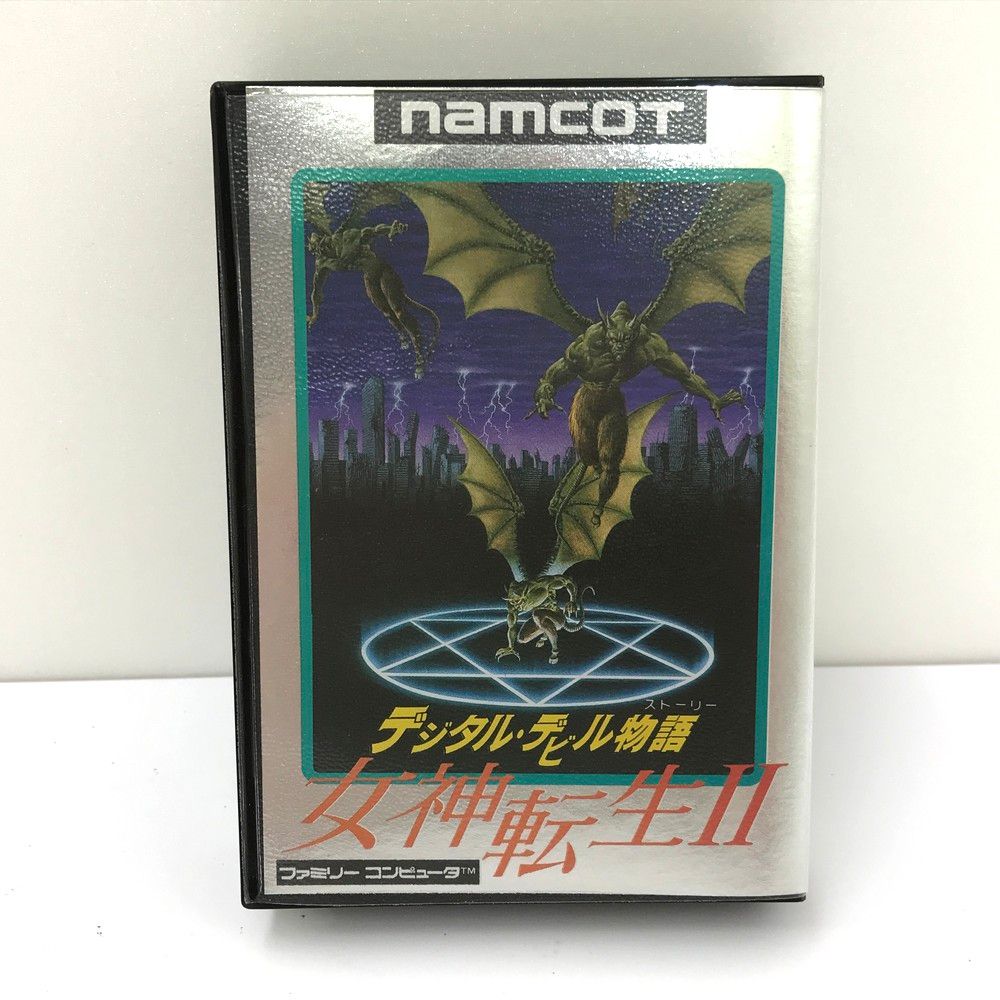 namcot
ストーリー
デジタル・デビル物語
女神転生II
ファミリーコンピュータ™